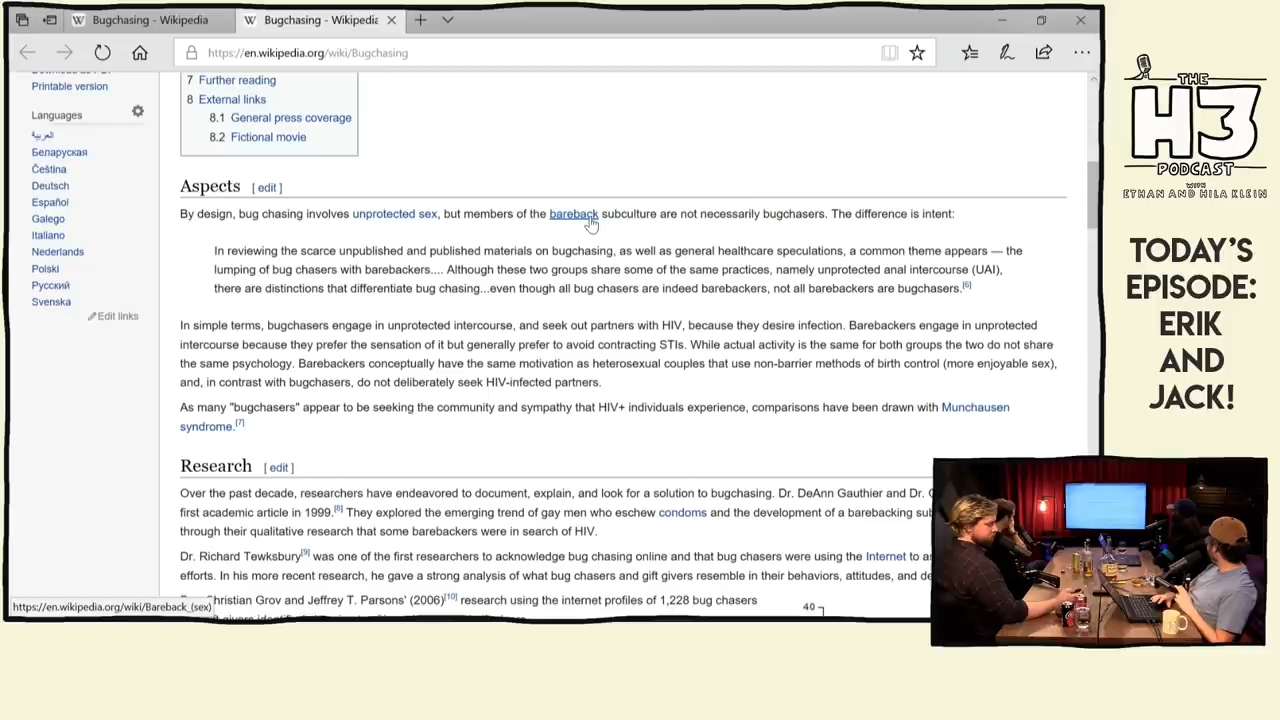 Bugchasing - Wikipedia
Bugchasing - Wikipedia
https://en.wikipedia.org/wiki/Bugchasing
Printable version
Languages
العربية
Беларуская
Čeština
Deutsch
Español
Galego
Italiano
Nederlands
Polski
Русский
Svenska
Edit links
7 Further reading
8 External links
8.1 General press coverage
8.2 Fictional movie
Aspects [ edit ]
By design, bug chasing involves unprotected sex, but members of the bareback subculture are not necessarily bugchasers. The difference is intent:
In reviewing the scarce unpublished and published materials on bugchasing, as well as general healthcare speculations, a common theme appears — the
lumping of bug chasers with barebackers.... Although these two groups share some of the same practices, namely unprotected anal intercourse (UAI),
there are distinctions that differentiate bug chasing...even though all bug chasers are indeed barebackers, not all barebackers are bugchasers.[6]
In simple terms, bugchasers engage in unprotected intercourse, and seek out partners with HIV, because they desire infection. Barebackers engage in unprotected
intercourse because they prefer the sensation of it but generally prefer to avoid contracting STIs. While actual activity is the same for both groups the two do not share
the same psychology. Barebackers conceptually have the same motivation as heterosexual couples that use non-barrier methods of birth control (more enjoyable sex),
and, in contrast with bugchasers, do not deliberately seek HIV-infected partners.
As many "bugchasers" appear to be seeking the community and sympathy that HIV+ individuals experience, comparisons have been drawn with Munchausen
syndrome.[7]
Research [ edit ]
Over the past decade, researchers have endeavored to document, explain, and look for a solution to bugchasing. Dr. DeAnn Gauthier and Dr.
first academic article in 1999.[8] They explored the emerging trend of gay men who eschew condoms and the development of a barebacking
through their qualitative research that some barebackers were in search of HIV.
Dr. Richard Tewksbury[9] was one of the first researchers to acknowledge bug chasing online and that bug chasers were using the Internet to
efforts. In his more recent research, he gave a strong analysis of what bug chasers and gift givers resemble in their behaviors, attitudes, and
Christian Grov and Jeffrey T. Parsons' (2006)[10] research using the internet profiles of 1,228 bug chasers
40
https://en.wikipedia.org/wiki/Bareback_(sex)
THE
H3
PODCAST
WITH
ETHAN AND HILA KLEIN
TODAY'S
EPISODE:
ERIK
AND
JACK!